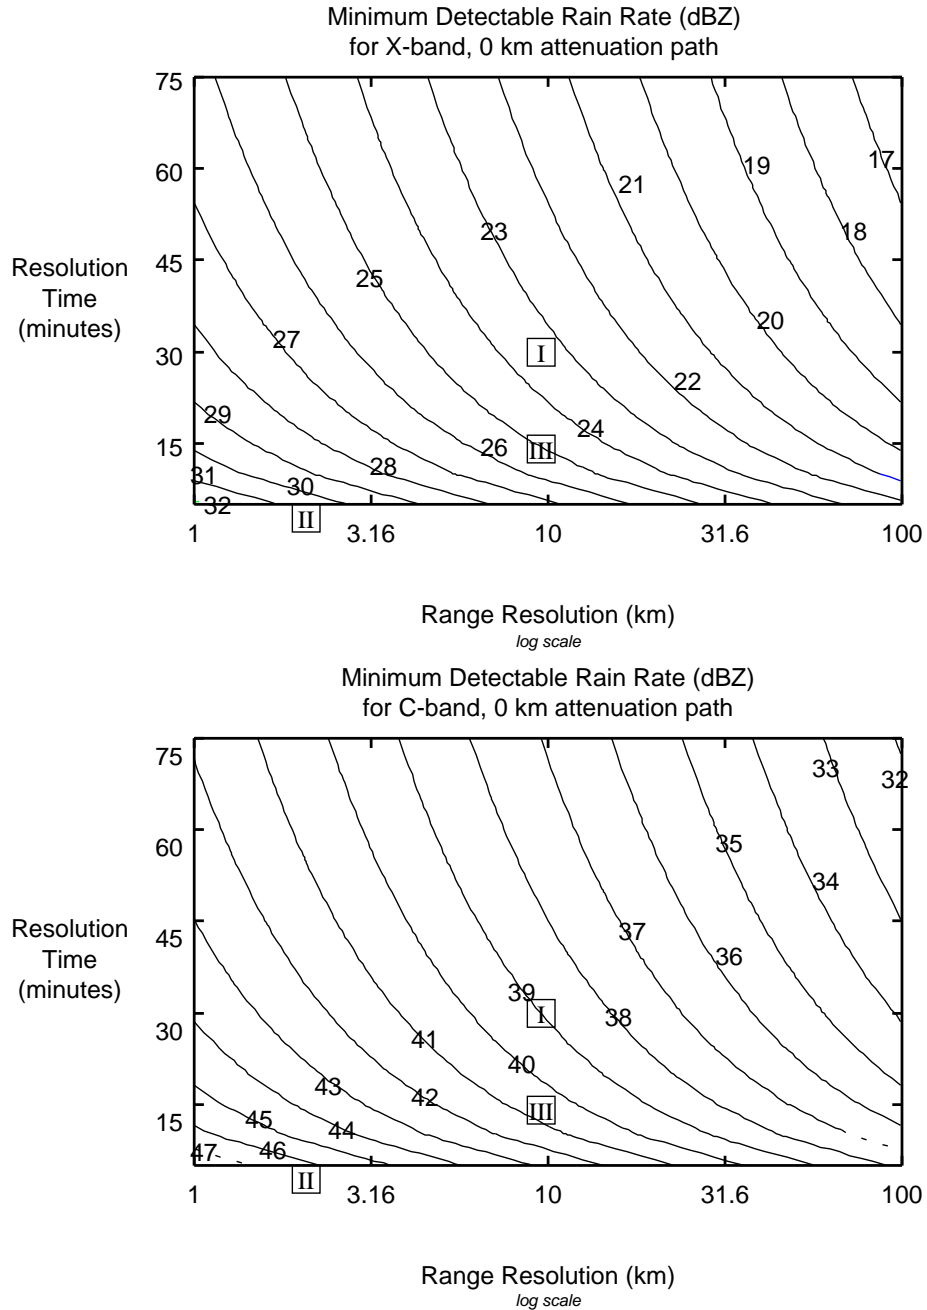 Minimum Detectable Rain Rate (dBZ)
for X-band, 0 km attenuation path
75
60
45
30
15
Resolution
Time
(minutes)
17
19
21
18
23
25
20
27
I
22
29
24
26
III
28
31
30
32
II
1
3.16
10
31.6
100
Range Resolution (km)
log scale
Minimum Detectable Rain Rate (dBZ)
for C-band, 0 km attenuation path
75
60
45
30
15
Resolution
Time
(minutes)
33
32
35
34
37
36
39
I
38
41
40
43
42
III
45
44
47
46
II
1
3.16
10
31.6
100
Range Resolution (km)
log scale